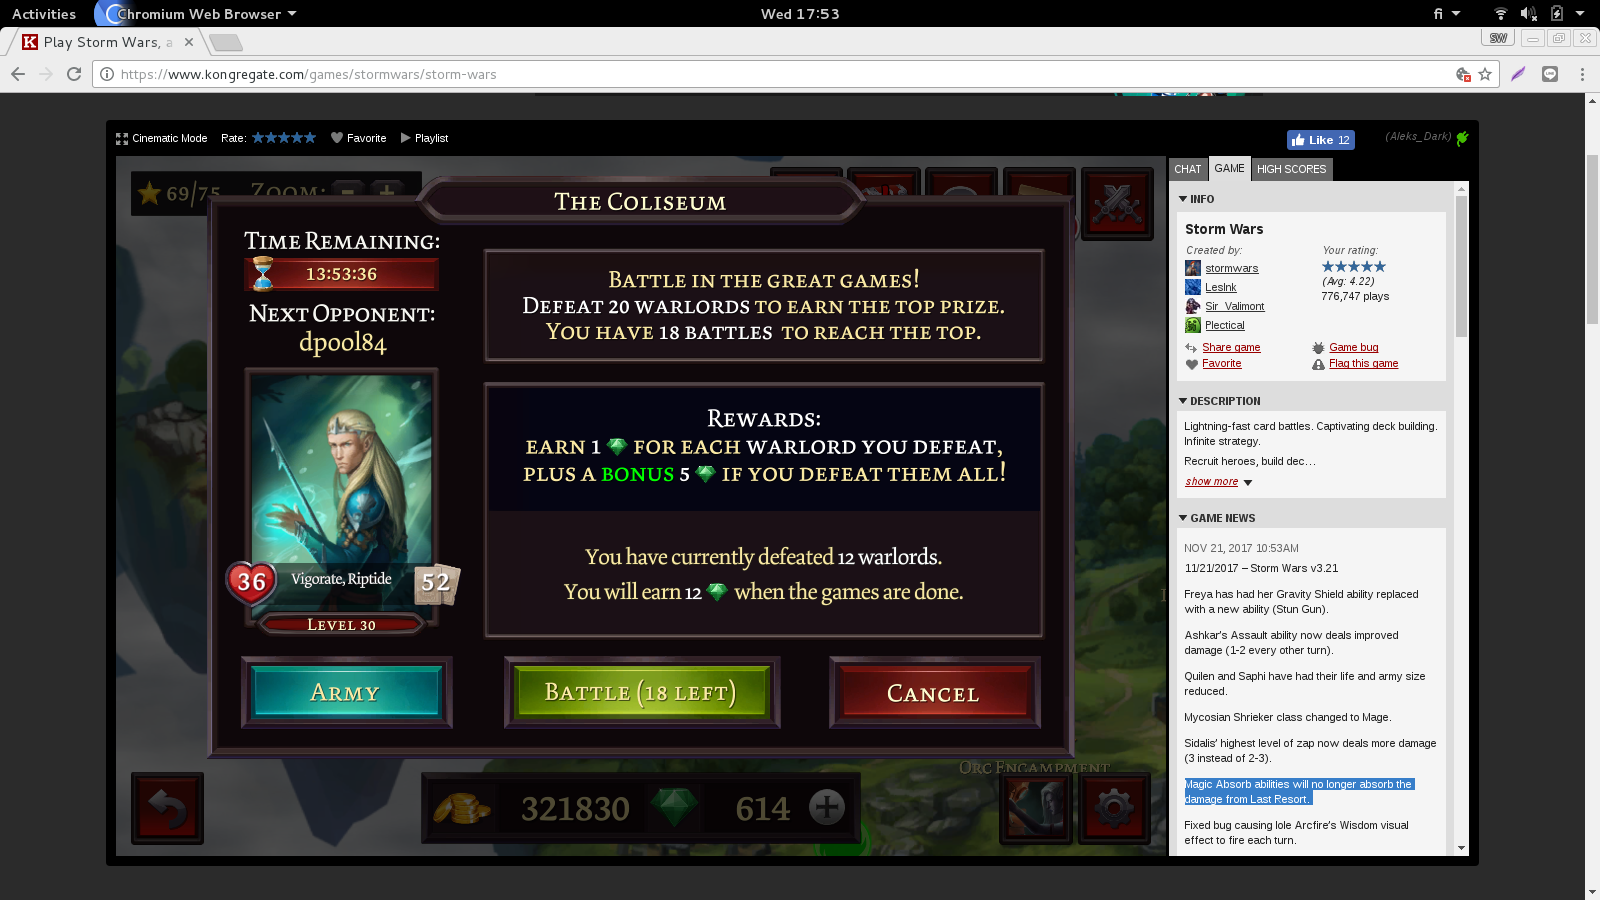 Activities
Chromium Web Browser
Wed 17:53
fi
Play Storm Wars, a
SW
https://www.kongregate.com/games/stormwars/storm-wars
Cinematic Mode
Rate:
Favorite
Playlist
Like 12
(Aleks_Dark)
69/75
Zoom:
The Coliseum
Time Remaining:
13:53:36
Next Opponent:
dpool84
36
Vigorate, Riptide
52
Level 30
Battle in the great games!
Defeat 20 warlords to earn the top prize.
You have 18 battles to reach the top.
Rewards:
earn 1 for each warlord you defeat,
plus a bonus 5 if you defeat them all!
You have currently defeated 12 warlords.
You will earn 12 when the games are done.
Army
Battle (18 left)
Cancel
Orc Encampment
321830
614
CHAT
GAME
HIGH SCORES
INFO
Storm Wars
Created by:
stormwars
LesInk
Sir_Valimont
Plectical
Your rating:
(Avg: 4.22)
776,747 plays
Share game
Game bug
Favorite
Flag this game
DESCRIPTION
Lightning-fast card battles. Captivating deck building.
Infinite strategy.
Recruit heroes, build dec…
show more
GAME NEWS
NOV 21, 2017 10:53AM
11/21/2017 – Storm Wars v3.21
Freya has had her Gravity Shield ability replaced
with a new ability (Stun Gun).
Ashkar's Assault ability now deals improved
damage (1-2 every other turn).
Quilen and Saphi have had their life and army size
reduced.
Mycosian Shrieker class changed to Mage.
Sidalis' highest level of zap now deals more damage
(3 instead of 2-3).
Magic Absorb abilities will no longer absorb the
damage from Last Resort.
Fixed bug causing Iole Arcfire's Wisdom visual
effect to fire each turn.